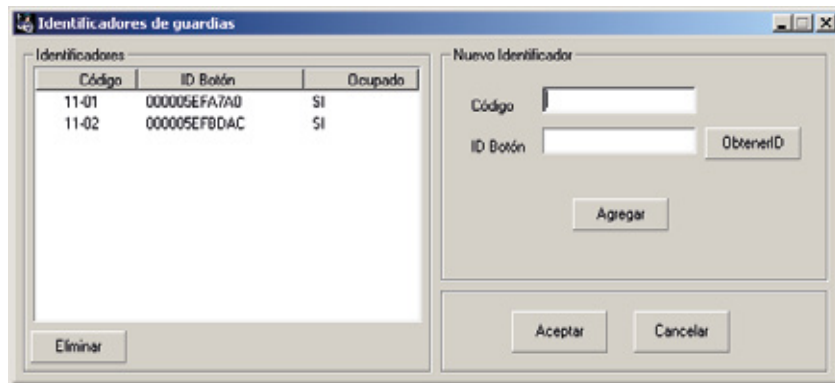 Identificadores de guardias
Identificadores
Código ID Botón Ocupado
11-01 000005EFA7A0 SI
11-02 000005EFBDAC SI
Eliminar
Nuevo Identificador
Código
ID Botón ObtenerID
Agregar
Aceptar Cancelar